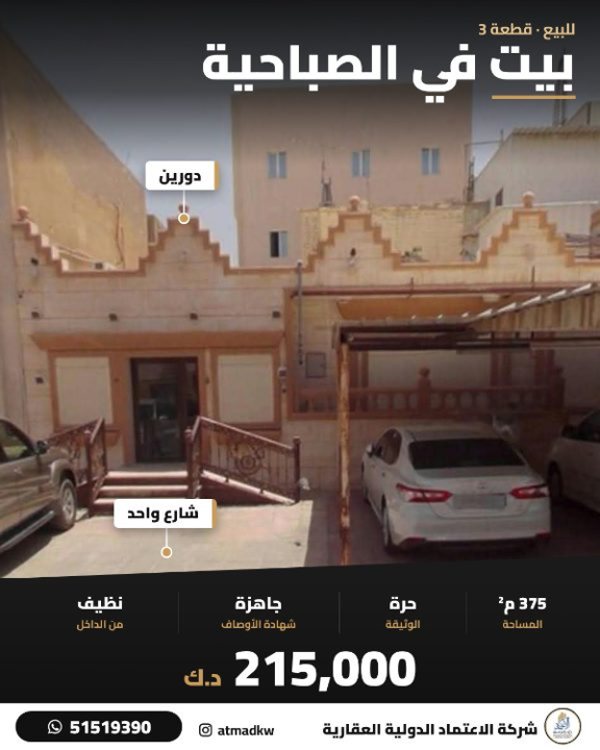 للبيع · قطعة 3
بيت في الصباحية
دورين
شارع واحد
375 م²
المساحة
حرة
الوثيقة
جاهزة
شهادة الأوصاف
نظيف
من الداخل
215,000 د.ك
شركة الاعتماد الدولية العقارية
atmadkw
51519390